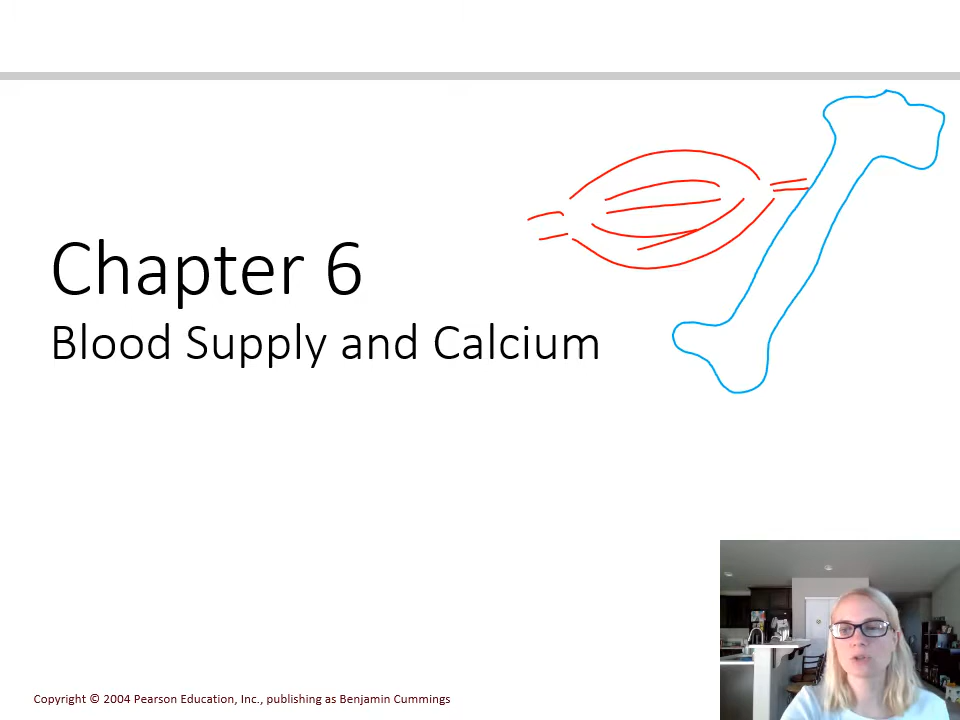 Chapter 6
Blood Supply and Calcium
Copyright © 2004 Pearson Education, Inc., publishing as Benjamin Cummings